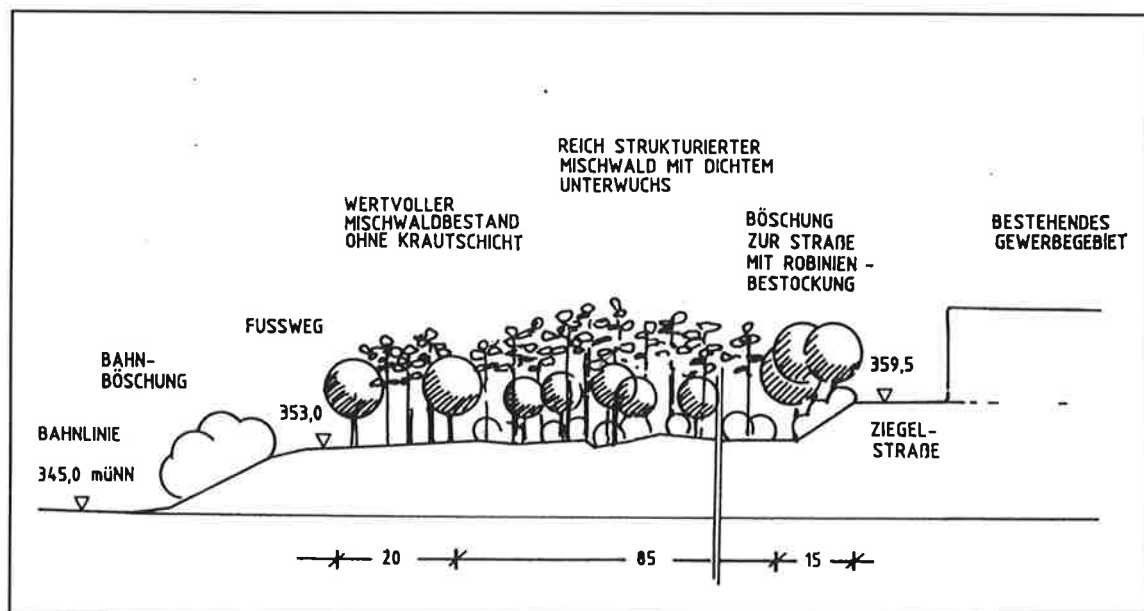 REICH STRUKTURIERTER
MISCHWALD MIT DICHTEM
UNTERWUCHS
WERTVOLLER
MISCHWALDBESTAND
OHNE KRAUTSCHICHT
BÖSCHUNG
ZUR STRAßE
MIT ROBINIEN -
BESTOCKUNG
BESTEHENDES
GEWERBEGEBIET
FUSSWEG
BAHN-
BÖSCHUNG
359,5
353,0
BAHNLINIE
ZIEGEL-
STRAßE
345,0 müNN
20
85
15